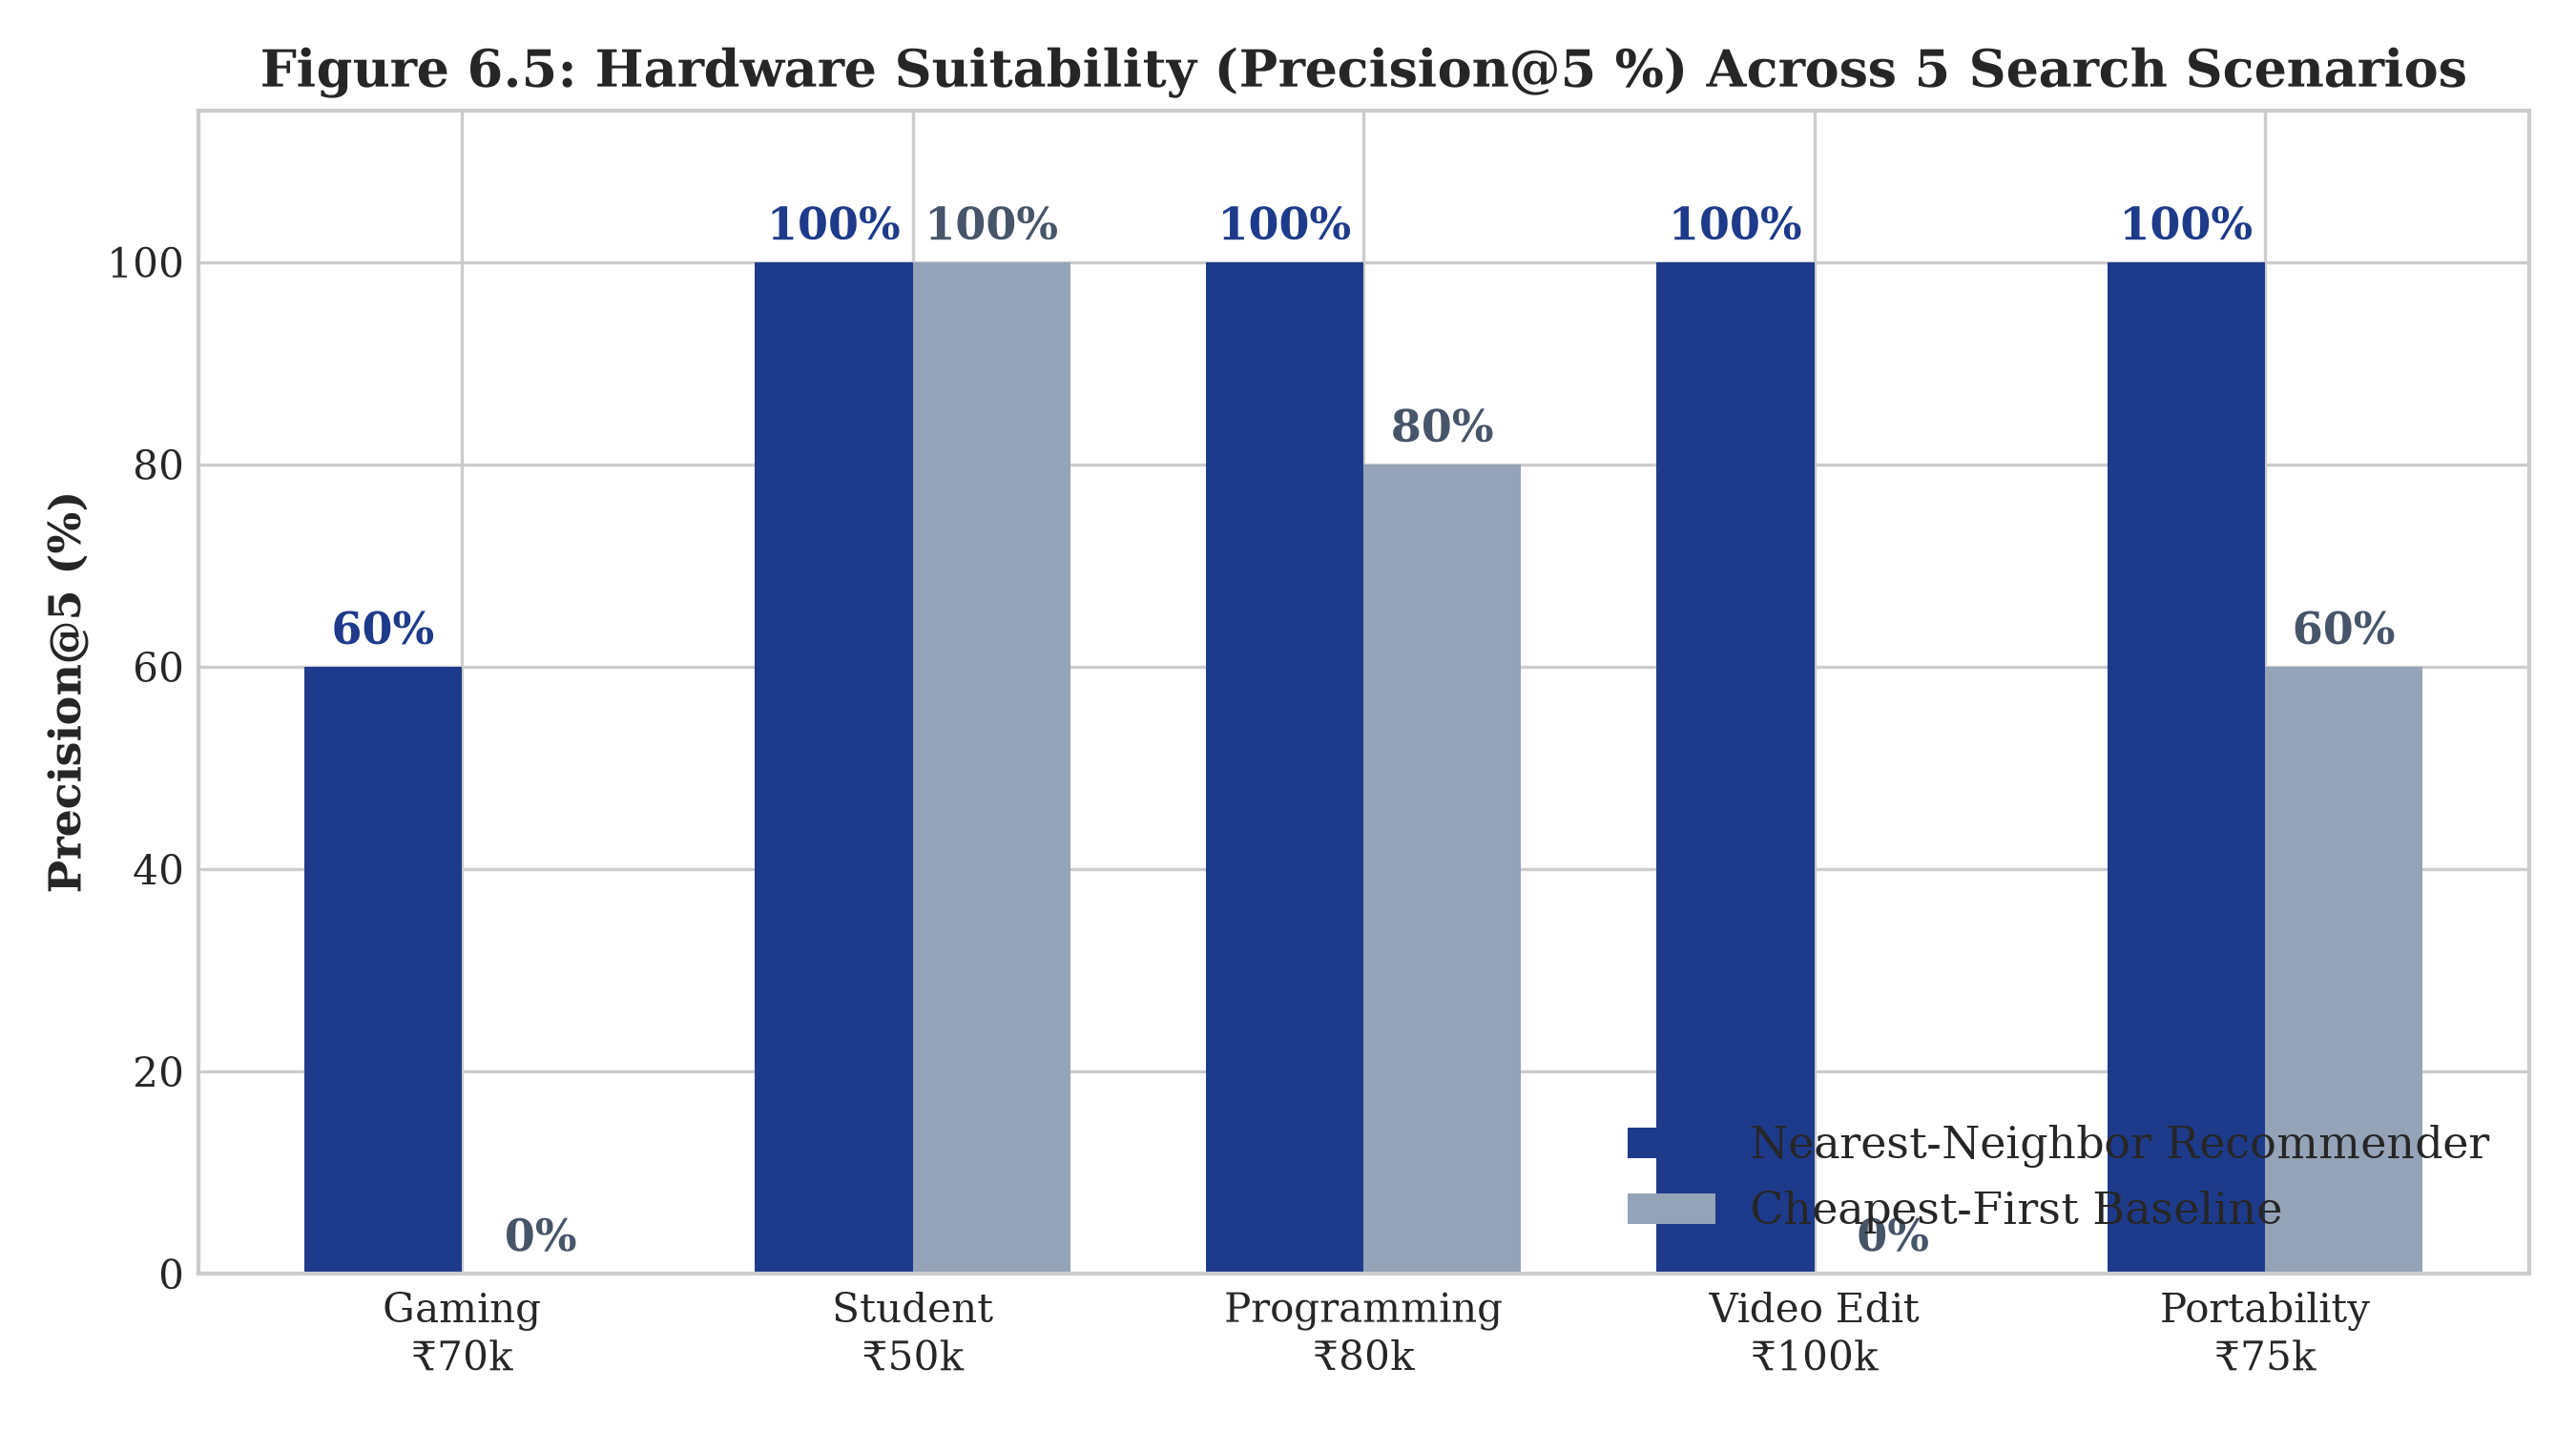 Figure 6.5: Hardware Suitability (Precision@5 %) Across 5 Search Scenarios
Precision@5 (%)
100
80
60
40
20
0
60%
0%
100%
100%
100%
80%
100%
0%
100%
60%
Nearest-Neighbor Recommender
Cheapest-First Baseline
Gaming
₹70k
Student
₹50k
Programming
₹80k
Video Edit
₹100k
Portability
₹75k